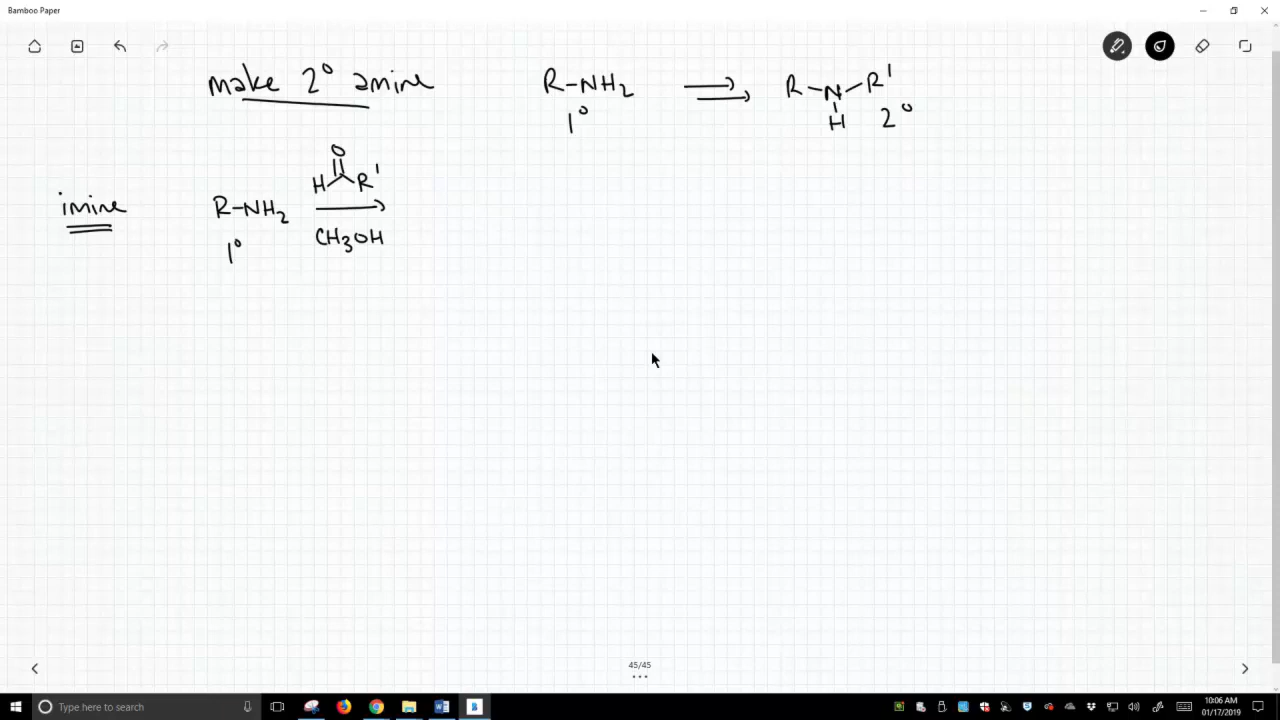 Bamboo Paper
make 2° amine R-NH2 R-N-R'
1° H 2°
O
H R'
imine R-NH2
1° CH3OH
45/45
Type here to search
10:06 AM
01/17/2019